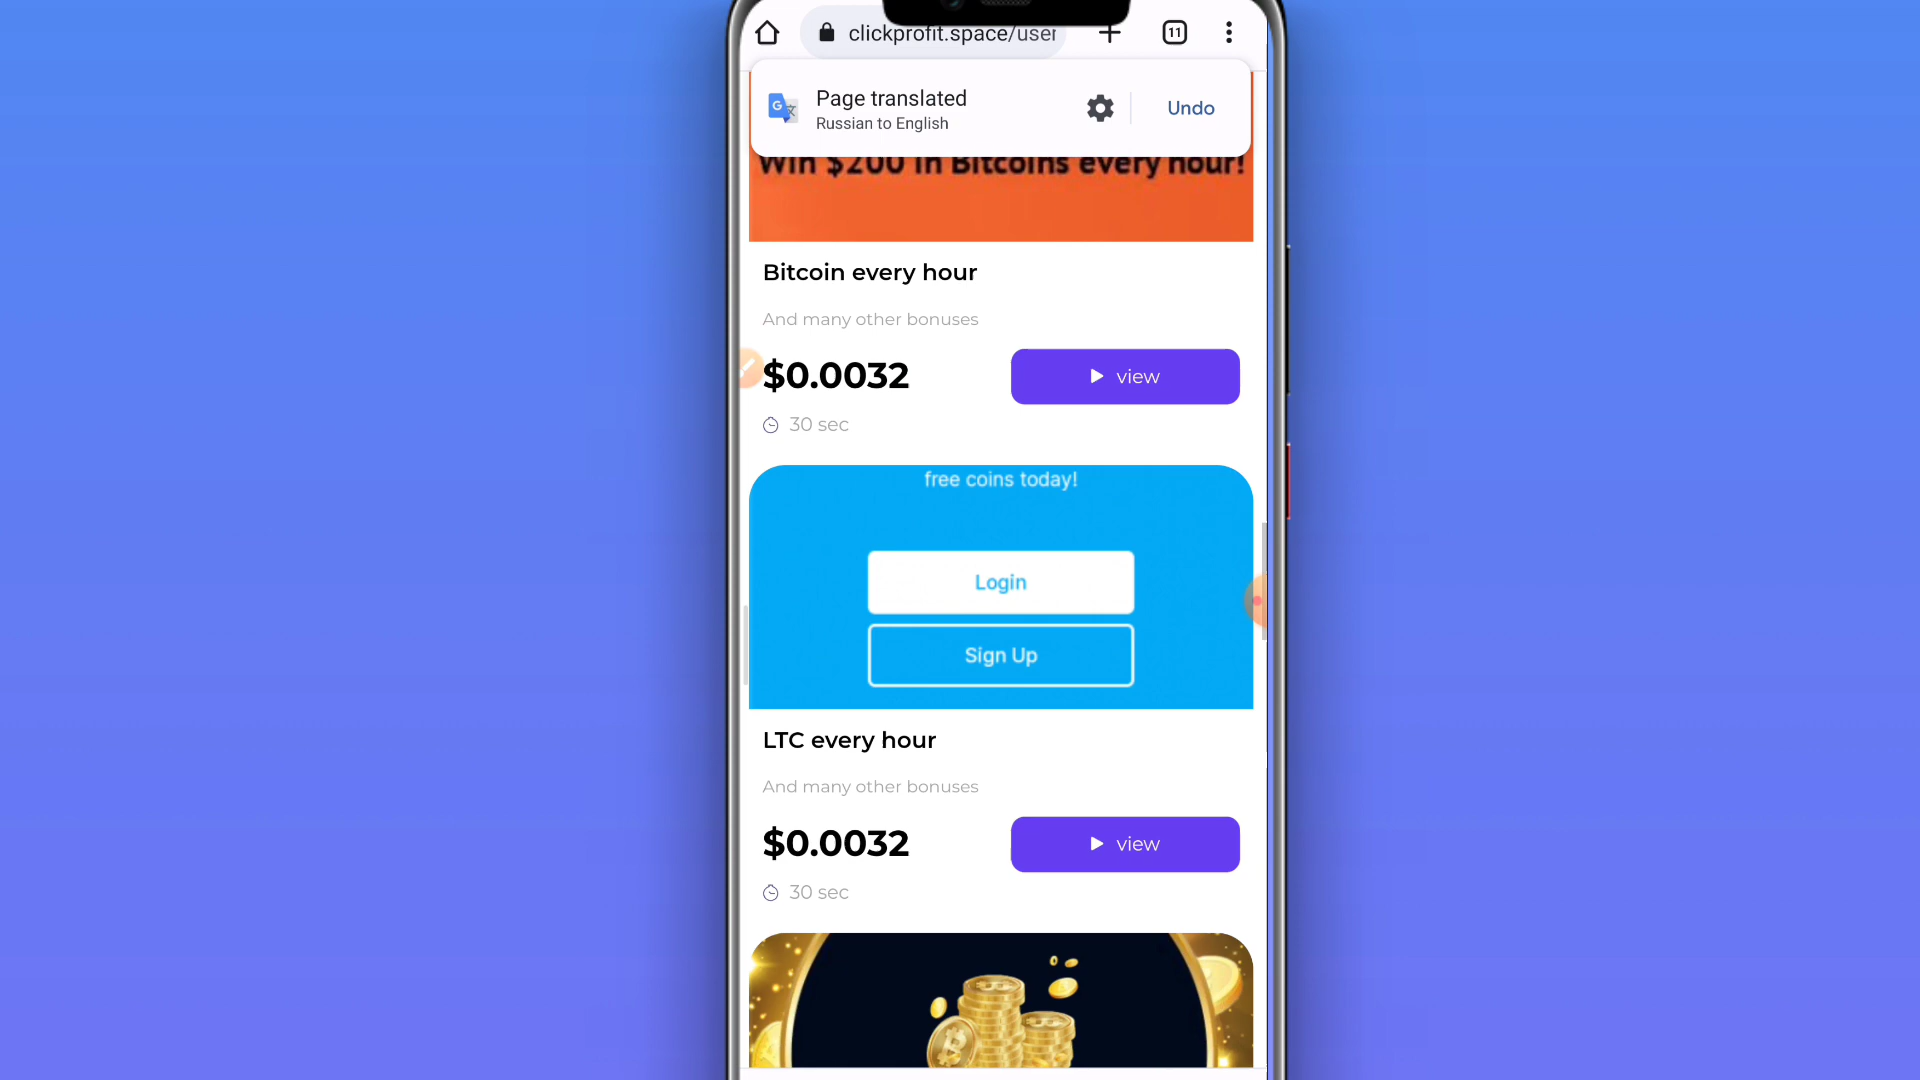 clickprofit.space/user
11
Page translated
Russian to English
Undo
Win $200 in Bitcoins every hour!
Bitcoin every hour
And many other bonuses
$0.0032
view
30 sec
free coins today!
Login
Sign Up
LTC every hour
And many other bonuses
$0.0032
view
30 sec